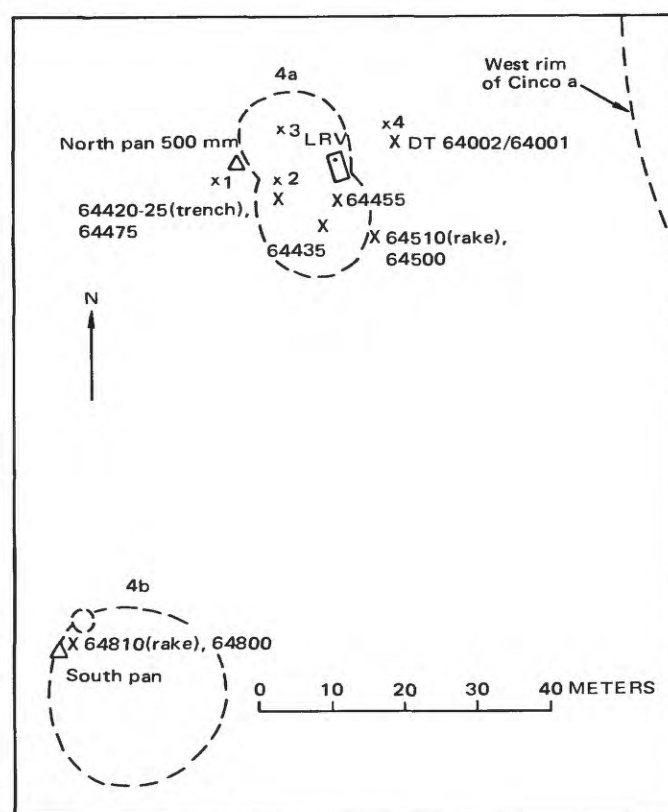 4a
West rim
of Cinco a
x3
LRV
x4
North pan 500 mm
X DT 64002/64001
x1
x2
64420-25(trench),
64475
X
X 64455
X
64435
X 64510(rake),
64500
N
4b
X 64810(rake), 64800
South pan
0 10 20 30 40 METERS